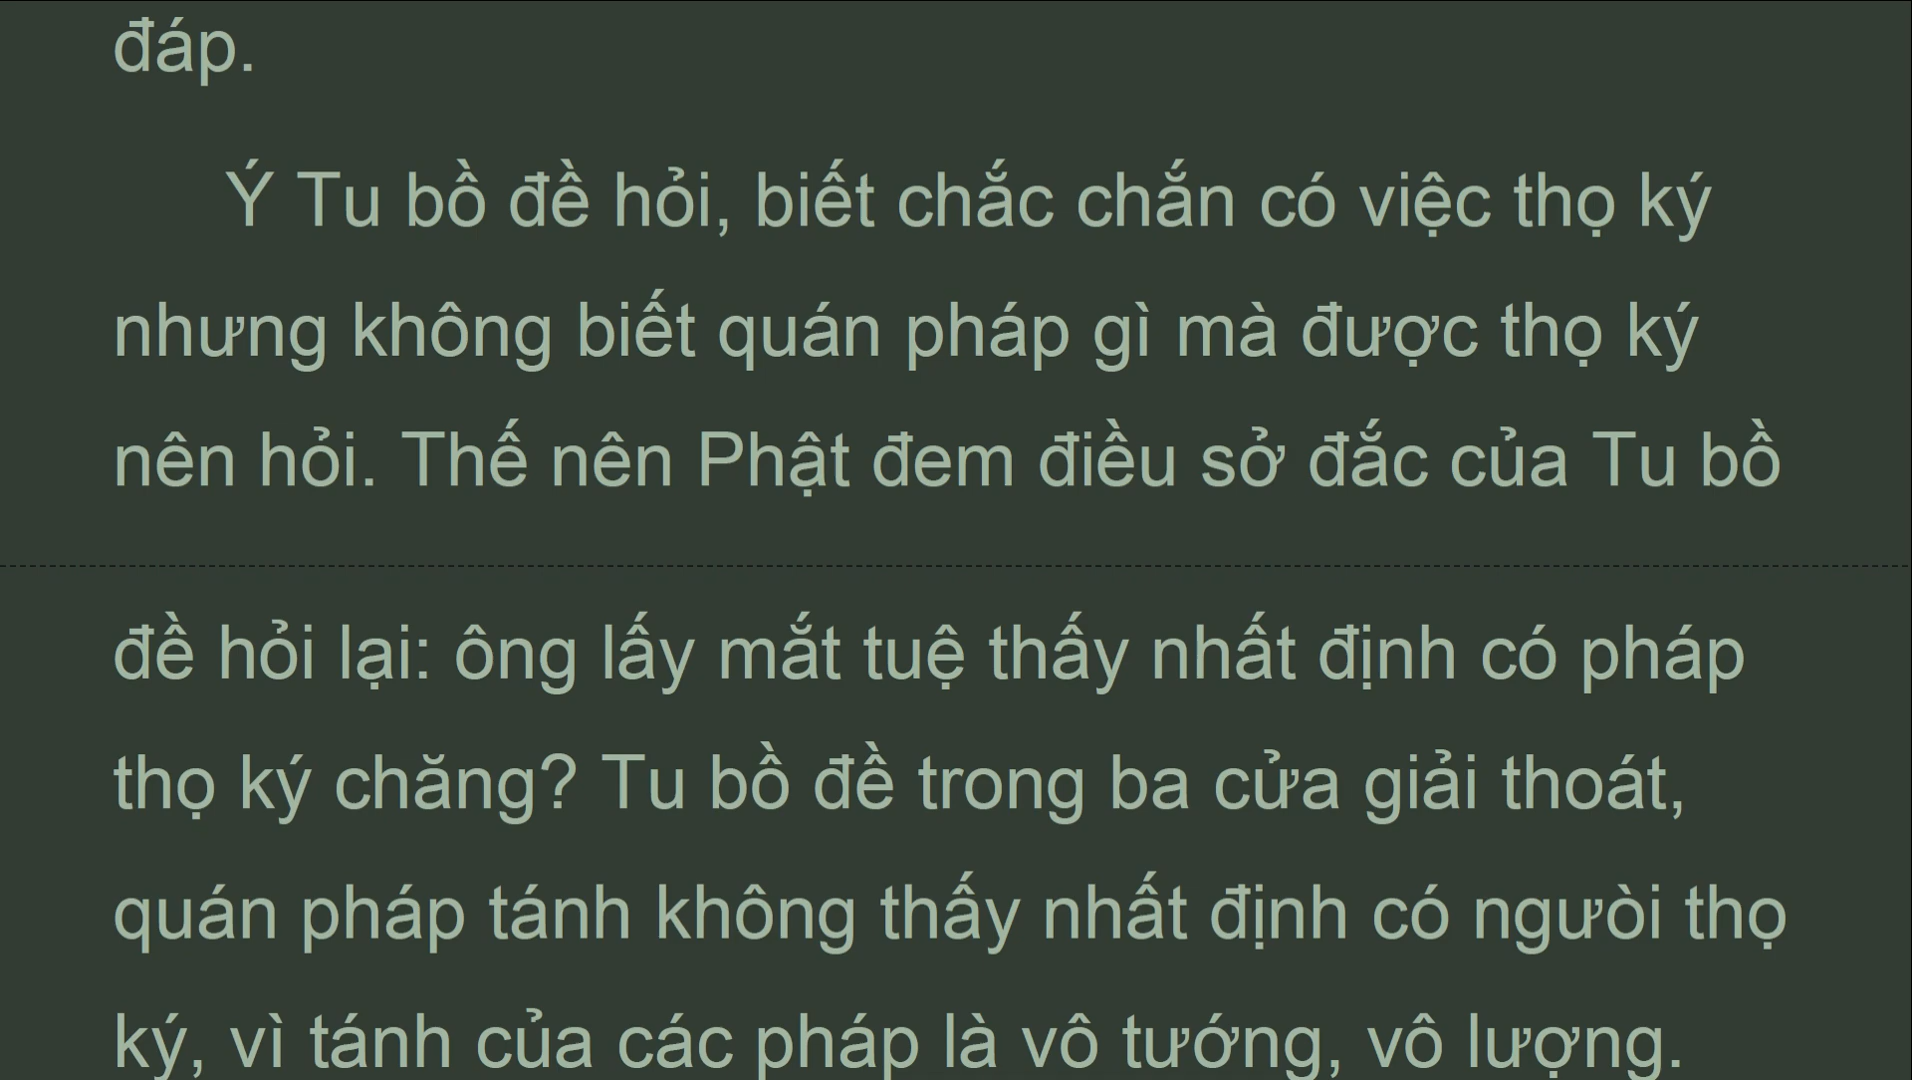 đáp.
Ý Tu bồ đề hỏi, biết chắc chắn có việc thọ ký
nhưng không biết quán pháp gì mà được thọ ký
nên hỏi. Thế nên Phật đem điều sở đắc của Tu bồ
đề hỏi lại: ông lấy mắt tuệ thấy nhất định có pháp
thọ ký chăng? Tu bồ đề trong ba cửa giải thoát,
quán pháp tánh không thấy nhất định có ngưòi thọ
ký, vì tánh của các pháp là vô tướng, vô lượng.